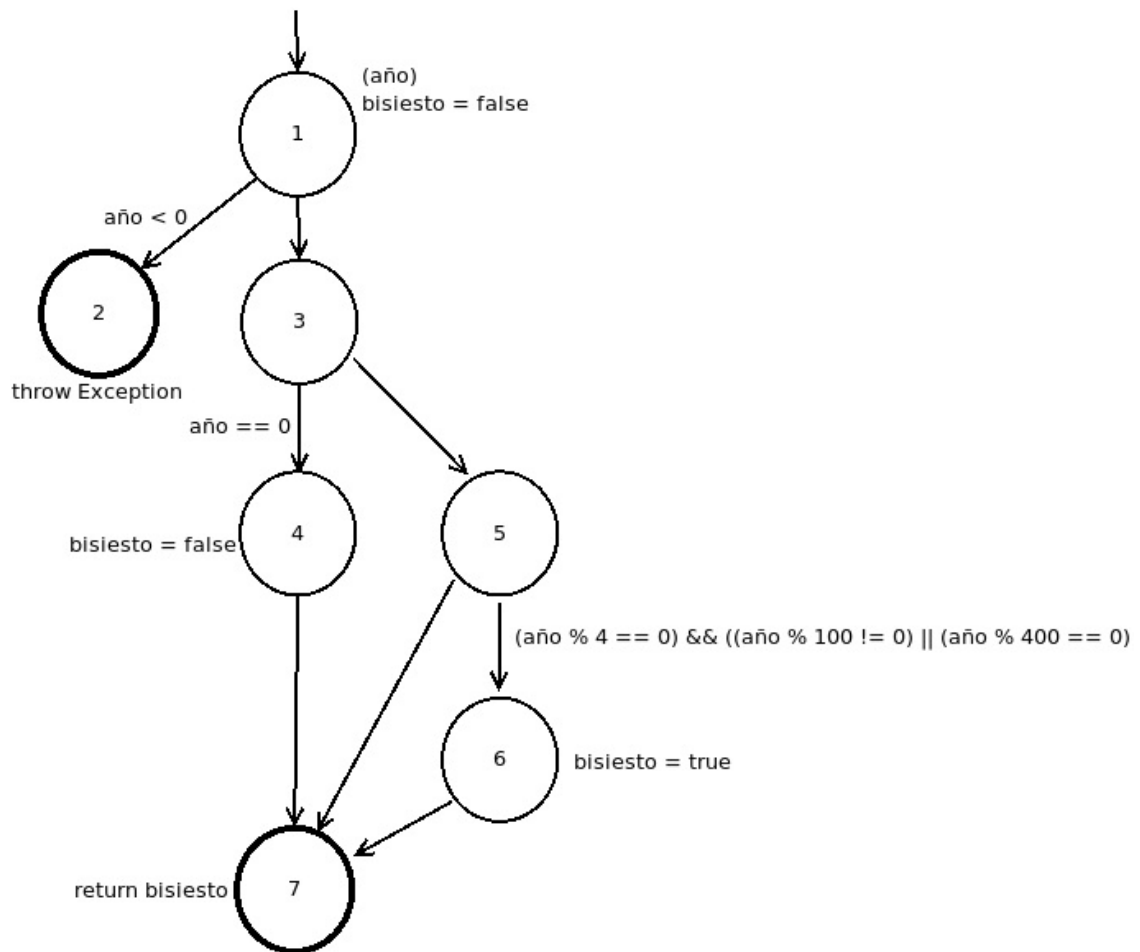 (año)
bisiesto = false
1
año < 0
2
3
throw Exception
año == 0
4
5
bisiesto = false
(año % 4 == 0) && ((año % 100 != 0) || (año % 400 == 0)
6
bisiesto = true
7
return bisiesto